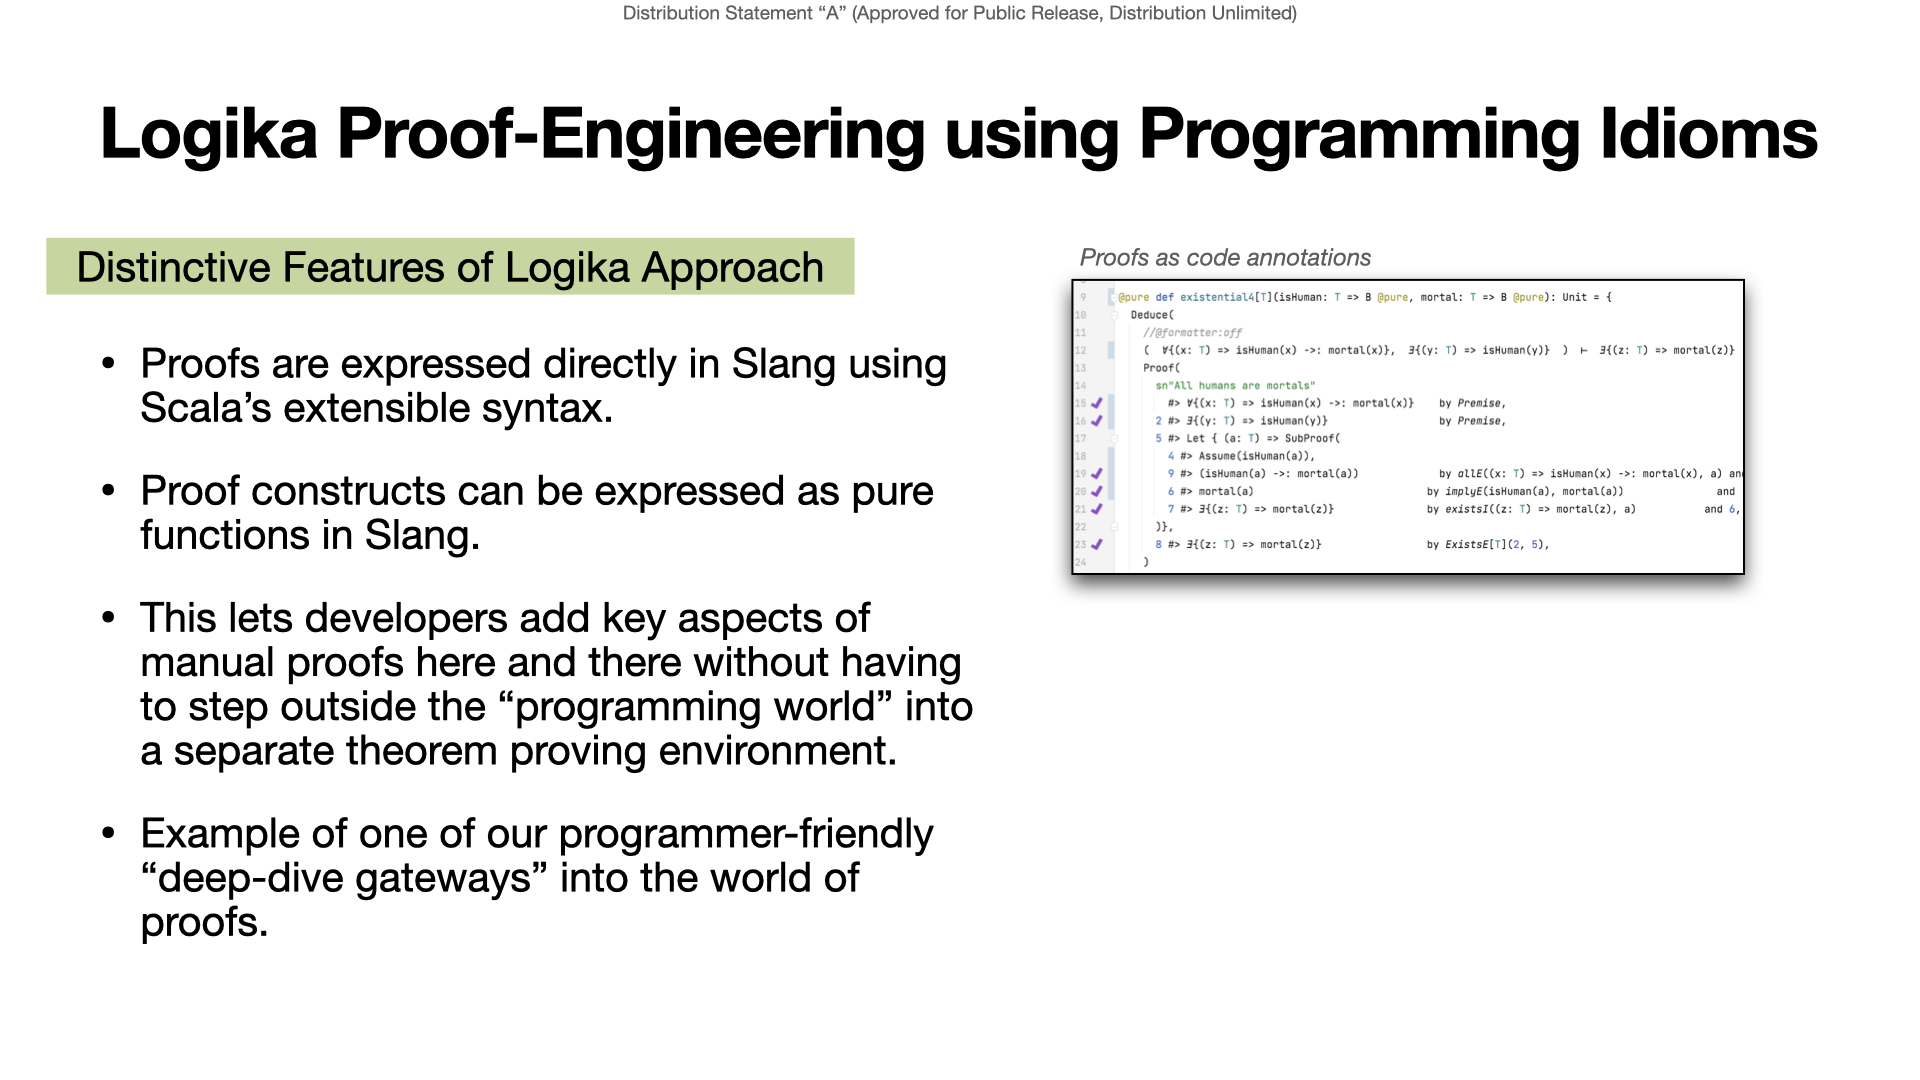 Distribution Statement “A” (Approved for Public Release, Distribution Unlimited)
Logika Proof-Engineering using Programming Idioms
Distinctive Features of Logika Approach
• Proofs are expressed directly in Slang using
Scala’s extensible syntax.
• Proof constructs can be expressed as pure
functions in Slang.
• This lets developers add key aspects of
manual proofs here and there without having
to step outside the “programming world” into
a separate theorem proving environment.
• Example of one of our programmer-friendly
“deep-dive gateways” into the world of
proofs.
Proofs as code annotations
9 @pure def existential4[T](isHuman: T => B @pure, mortal: T => B @pure): Unit = {
10 Deduce(
11 //@formatter:off
12 ( ∀{(x: T) => isHuman(x) ->: mortal(x)}, ∃{(y: T) => isHuman(y)} ) ⊢ ∃{(z: T) => mortal(z)}
13 Proof(
14 sn"All humans are mortals"
15 #> ∀{(x: T) => isHuman(x) ->: mortal(x)} by Premise,
16 2 #> ∃{(y: T) => isHuman(y)} by Premise,
17 5 #> Let { (a: T) => SubProof(
18 4 #> Assume(isHuman(a)),
19 9 #> (isHuman(a) ->: mortal(a)) by allE((x: T) => isHuman(x) ->: mortal(x), a) an
20 6 #> mortal(a) by implyE(isHuman(a), mortal(a)) and
21 7 #> ∃{(z: T) => mortal(z)} by existsI((z: T) => mortal(z), a) and 6,
22 )},
23 8 #> ∃{(z: T) => mortal(z)} by ExistsE[T](2, 5),
24 )